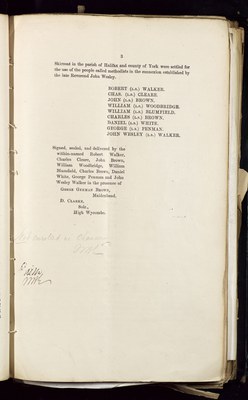 3
Skircoat in the parish of Halifax and county of York were settled for
the use of the people called methodists in the connexion established by
the late Reverend John Wesley.
ROBERT (L.S.) WALKER.
CHAS. (L.S.) CLEARE.
JOHN (L.S.) BROWN.
WILLIAM (L.S.) WOODBRIDGE.
WILLIAM (L.S.) BLUMFIELD.
CHARLES (L.S.) BROWN.
DANIEL (L.S.) WHITE.
GEORGE (L.S.) PENMAN.
JOHN WESLEY (L.S.) WALKER.
Signed, sealed, and delivered by the
within-named Robert Walker,
Charles Cleare, John Brown,
William Woodbridge, William
Blumfield, Charles Brown, Daniel
White, George Penman and John
Wesley Walker in the presence of
BROWN,
D. CLARKE,
Solr.,
High Wycombe.